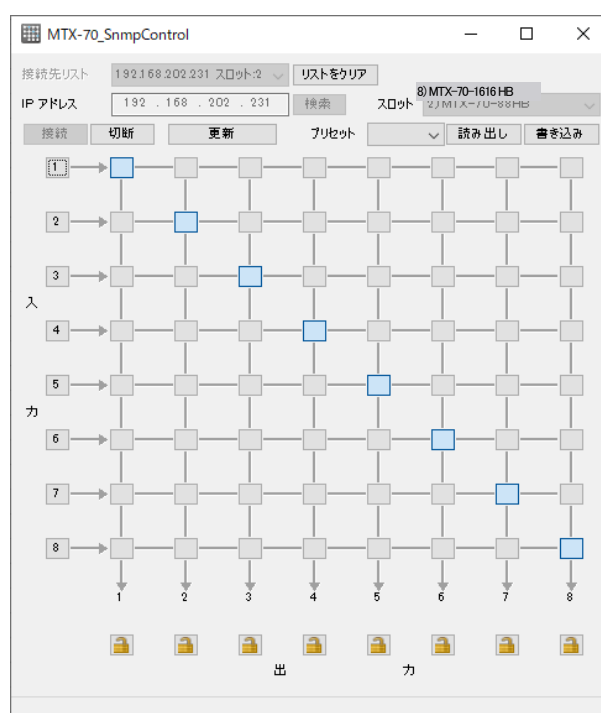 MTX-70_SnmpControl
接続先リスト 192.168.202.231 スロット:2 リストをクリア
8) MTX-70-1616 HB
IP アドレス 192 . 168 . 202 . 231 検索 スロット 2) MTX-70-88HB
接続 切断 更新 プリセット 読み出し 書き込み
1
2
3
入
4
5
力
6
7
8
1 2 3 4 5 6 7 8
出 力